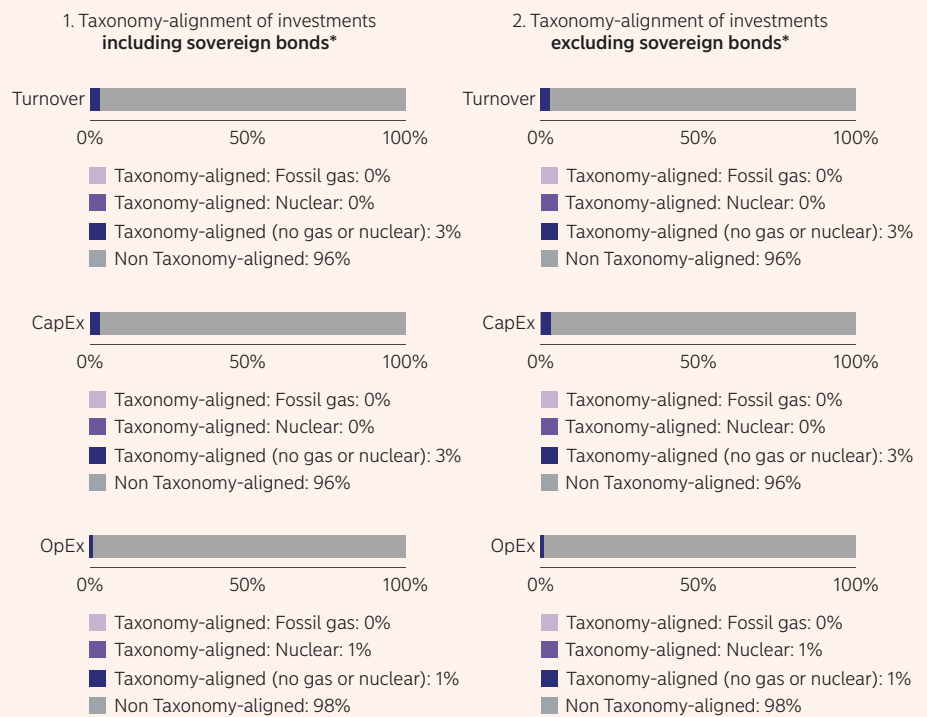 1. Taxonomy-alignment of investments
including sovereign bonds*
Turnover
0% 50% 100%
Taxonomy-aligned: Fossil gas: 0%
Taxonomy-aligned: Nuclear: 0%
Taxonomy-aligned (no gas or nuclear): 3%
Non Taxonomy-aligned: 96%
CapEx
0% 50% 100%
Taxonomy-aligned: Fossil gas: 0%
Taxonomy-aligned: Nuclear: 0%
Taxonomy-aligned (no gas or nuclear): 3%
Non Taxonomy-aligned: 96%
OpEx
0% 50% 100%
Taxonomy-aligned: Fossil gas: 0%
Taxonomy-aligned: Nuclear: 1%
Taxonomy-aligned (no gas or nuclear): 1%
Non Taxonomy-aligned: 98%
2. Taxonomy-alignment of investments
excluding sovereign bonds*
Turnover
0% 50% 100%
Taxonomy-aligned: Fossil gas: 0%
Taxonomy-aligned: Nuclear: 0%
Taxonomy-aligned (no gas or nuclear): 3%
Non Taxonomy-aligned: 96%
CapEx
0% 50% 100%
Taxonomy-aligned: Fossil gas: 0%
Taxonomy-aligned: Nuclear: 0%
Taxonomy-aligned (no gas or nuclear): 3%
Non Taxonomy-aligned: 96%
OpEx
0% 50% 100%
Taxonomy-aligned: Fossil gas: 0%
Taxonomy-aligned: Nuclear: 1%
Taxonomy-aligned (no gas or nuclear): 1%
Non Taxonomy-aligned: 98%